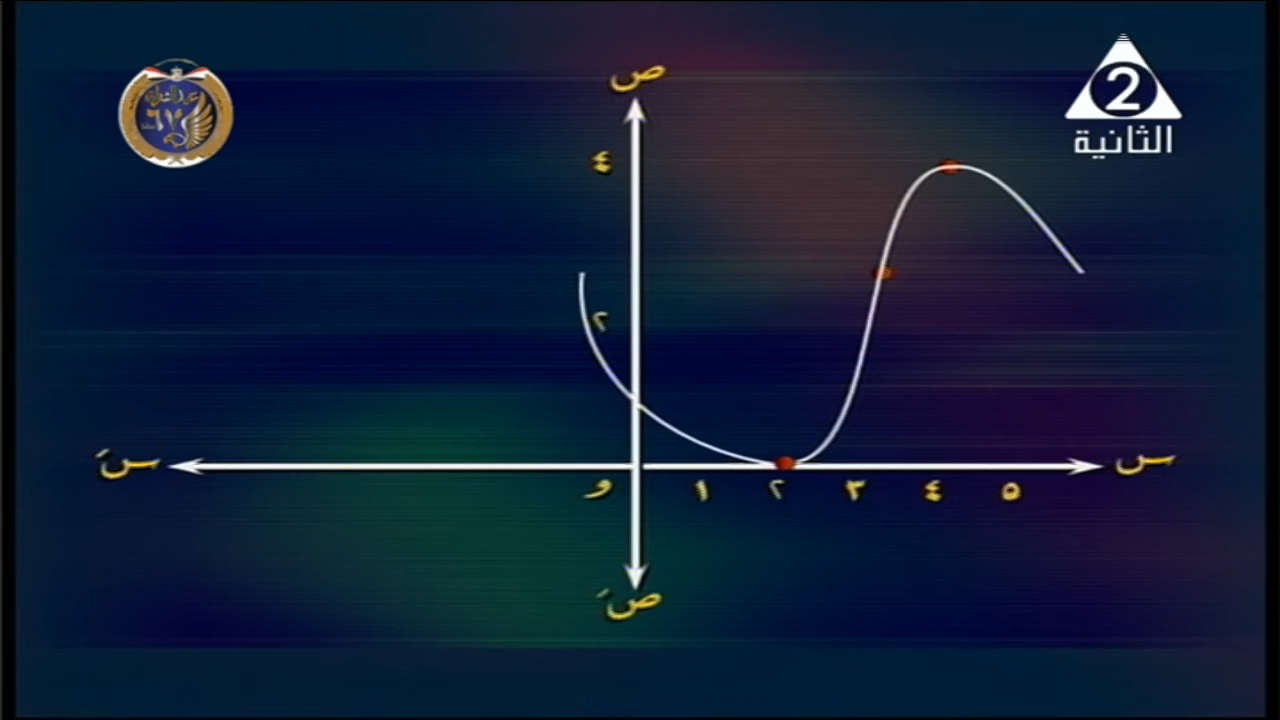 ص
2
الثانية
٤
٢
سَ
س
و ١ ٢ ٣ ٤ ٥
صَ